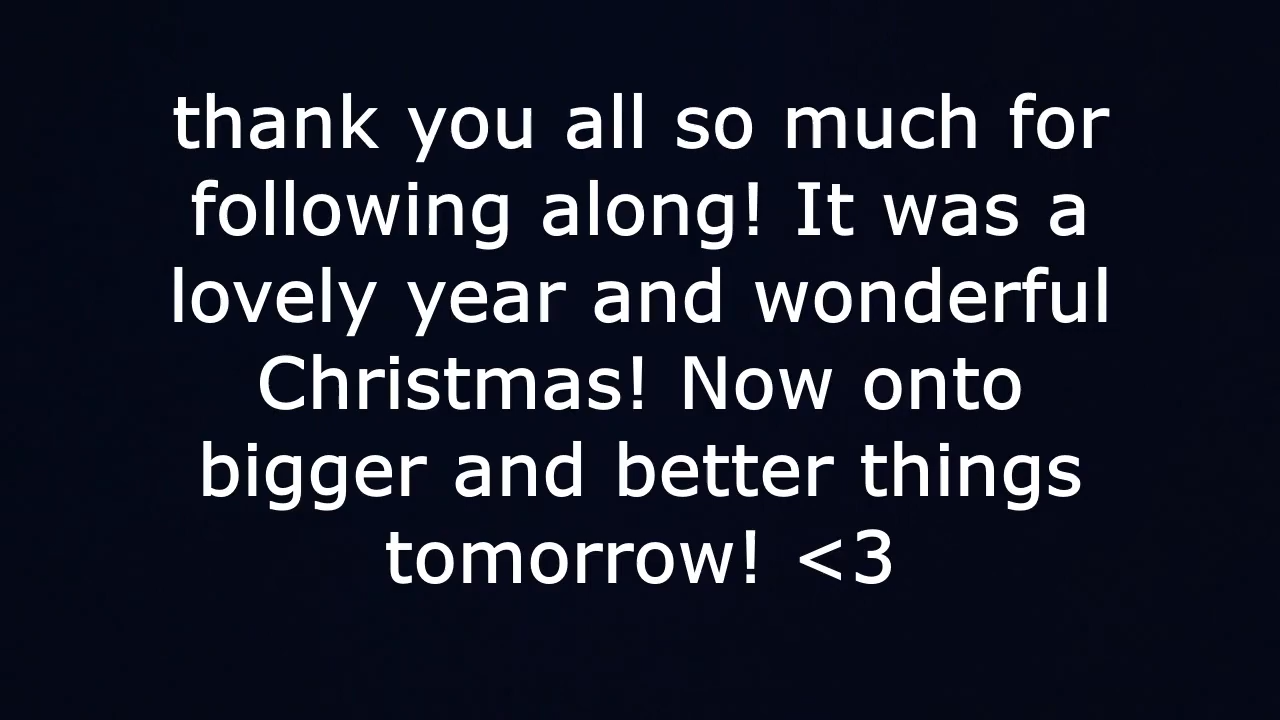 thank you all so much for
following along! It was a
lovely year and wonderful
Christmas! Now onto
bigger and better things
tomorrow! <3